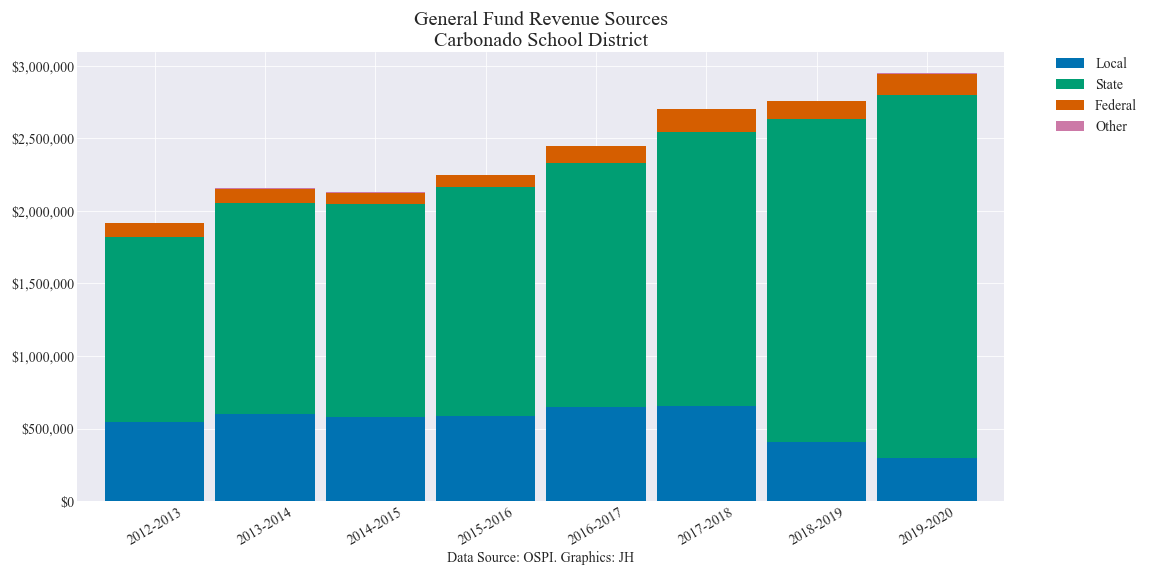 General Fund Revenue Sources
Carbonado School District
$3,000,000
$2,500,000
$2,000,000
$1,500,000
$1,000,000
$500,000
$0
2012-2013
2013-2014
2014-2015
2015-2016
2016-2017
2017-2018
2018-2019
2019-2020
Data Source: OSPI. Graphics: JH
Local
State
Federal
Other